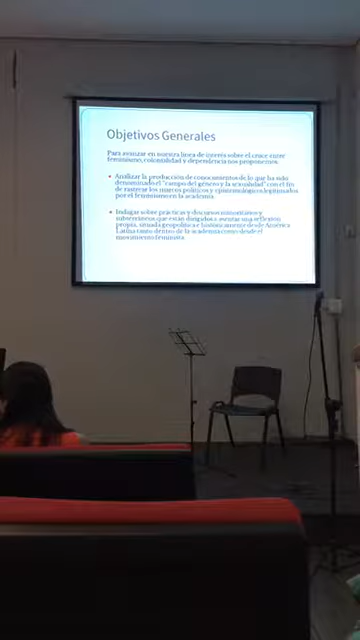 Objetivos Generales
Para avanzar en nuestra línea de interés sobre el cruce entre
feminismo, colonialidad y dependencia nos proponemos
Analizar la producción de conocimientos de lo que ha sido
denominado el "campo del género y la sexualidad" con el fin
de rastrear los marcos políticos y epistemológicos legitimados
por el feminismo en la academia.
Indagar sobre prácticas y discursos minoritarios y
subterráneos que están dirigidos a asentar una reflexión
propia, situada geopolítica e históricamente desde América
Latina tanto dentro de la academia como desde el
movimiento feminista.